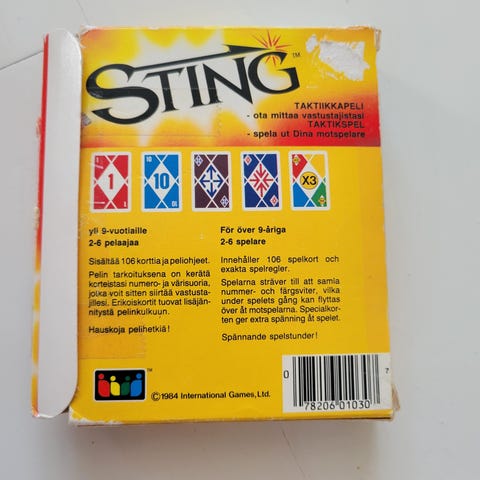 STING™
TAKTIIKKAPELI
- ota mittaa vastustajistasi
TAKTIKSPEL
- spela ut Dina motspelare
1
10
10
X3
yli 9-vuotiaille
2-6 pelaajaa
Sisältää 106 korttia ja peliohjeet.
Pelin tarkoituksena on kerätä
korteistasi numero- ja värisuoria,
jotka voit sitten siirtää vastusta-
jillesi. Erikoiskortit tuovat lisäjän-
nitystä pelinkulkuun.
Hauskoja pelihetkiä!
För över 9-åriga
2-6 spelare
Innehåller 106 spelkort och
exakta spelregler.
Spelarna sträver till att samla
nummer- och färgsviter, vilka
under spelets gång kan flyttas
över åt motspelarna. Specialkor-
ten ger extra spänning åt spelet.
Spännande spelstunder!
™
©1984 International Games, Ltd.
0 78206 01030 7